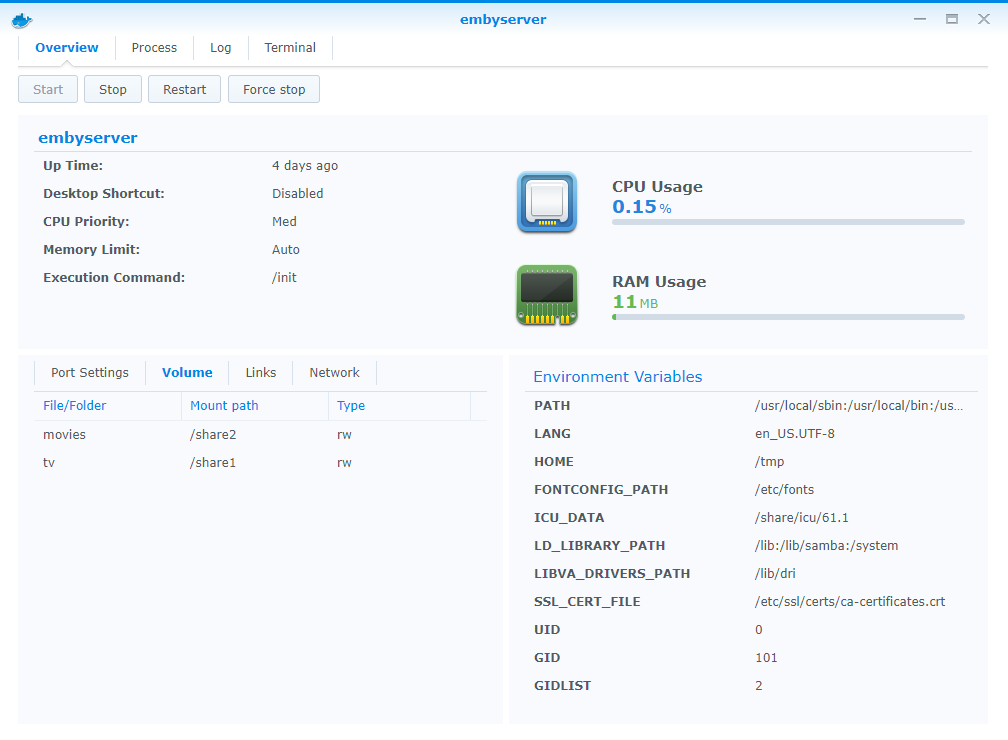 embyserver
Overview Process Log Terminal
Start Stop Restart Force stop
embyserver
Up Time: 4 days ago
Desktop Shortcut: Disabled
CPU Priority: Med
Memory Limit: Auto
Execution Command: /init
CPU Usage
0.15 %
RAM Usage
11 MB
Port Settings Volume Links Network
File/Folder Mount path Type
movies /share2 rw
tv /share1 rw
Environment Variables
PATH /usr/local/sbin:/usr/local/bin:/us...
LANG en_US.UTF-8
HOME /tmp
FONTCONFIG_PATH /etc/fonts
ICU_DATA /share/icu/61.1
LD_LIBRARY_PATH /lib:/lib/samba:/system
LIBVA_DRIVERS_PATH /lib/dri
SSL_CERT_FILE /etc/ssl/certs/ca-certificates.crt
UID 0
GID 101
GIDLIST 2